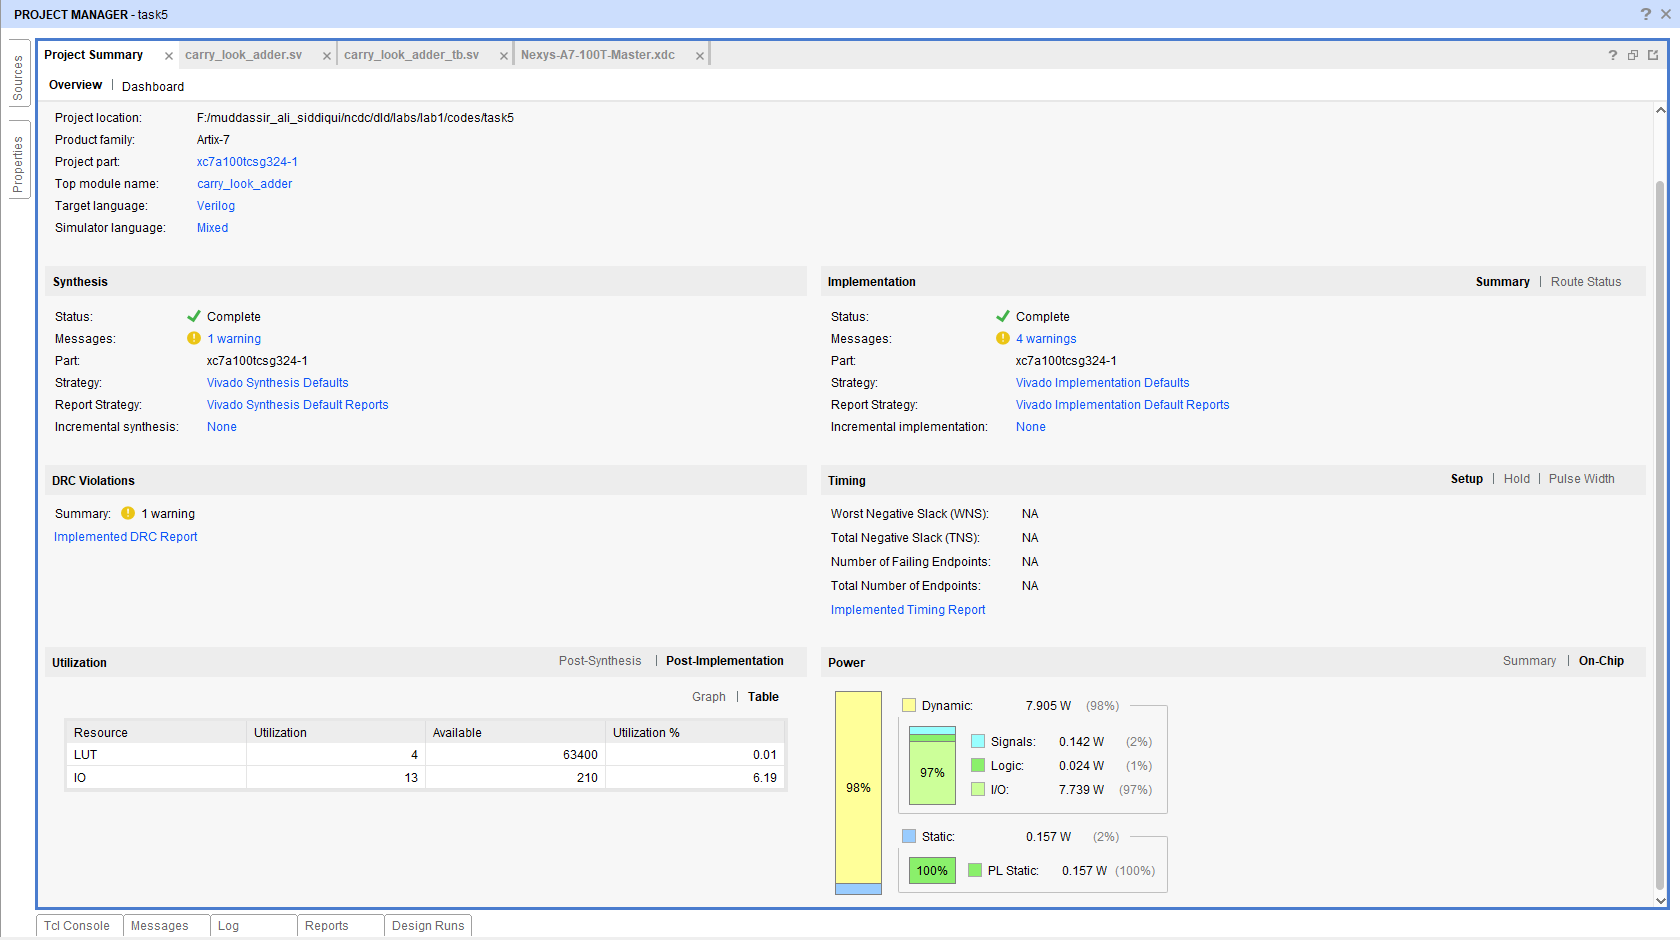 PROJECT MANAGER - task5
? ×
Sources
Properties
Project Summary × carry_look_adder.sv × carry_look_adder_tb.sv × Nexys-A7-100T-Master.xdc ×
?
Overview | Dashboard
Project location: F:/muddassir_ali_siddiqui/ncdc/dld/labs/lab1/codes/task5
Product family: Artix-7
Project part: xc7a100tcsg324-1
Top module name: carry_look_adder
Target language: Verilog
Simulator language: Mixed
Synthesis
Status: Complete
Messages: 1 warning
Part: xc7a100tcsg324-1
Strategy: Vivado Synthesis Defaults
Report Strategy: Vivado Synthesis Default Reports
Incremental synthesis: None
Implementation Summary | Route Status
Status: Complete
Messages: 4 warnings
Part: xc7a100tcsg324-1
Strategy: Vivado Implementation Defaults
Report Strategy: Vivado Implementation Default Reports
Incremental implementation: None
DRC Violations
Summary: 1 warning
Implemented DRC Report
Timing Setup | Hold | Pulse Width
Worst Negative Slack (WNS): NA
Total Negative Slack (TNS): NA
Number of Failing Endpoints: NA
Total Number of Endpoints: NA
Implemented Timing Report
Utilization Post-Synthesis | Post-Implementation
Graph | Table
Resource Utilization Available Utilization %
LUT 4 63400 0.01
IO 13 210 6.19
Power Summary | On-Chip
98%
Dynamic: 7.905 W (98%)
97%
Signals: 0.142 W (2%)
Logic: 0.024 W (1%)
I/O: 7.739 W (97%)
Static: 0.157 W (2%)
100% PL Static: 0.157 W (100%)
Tcl Console Messages Log Reports Design Runs